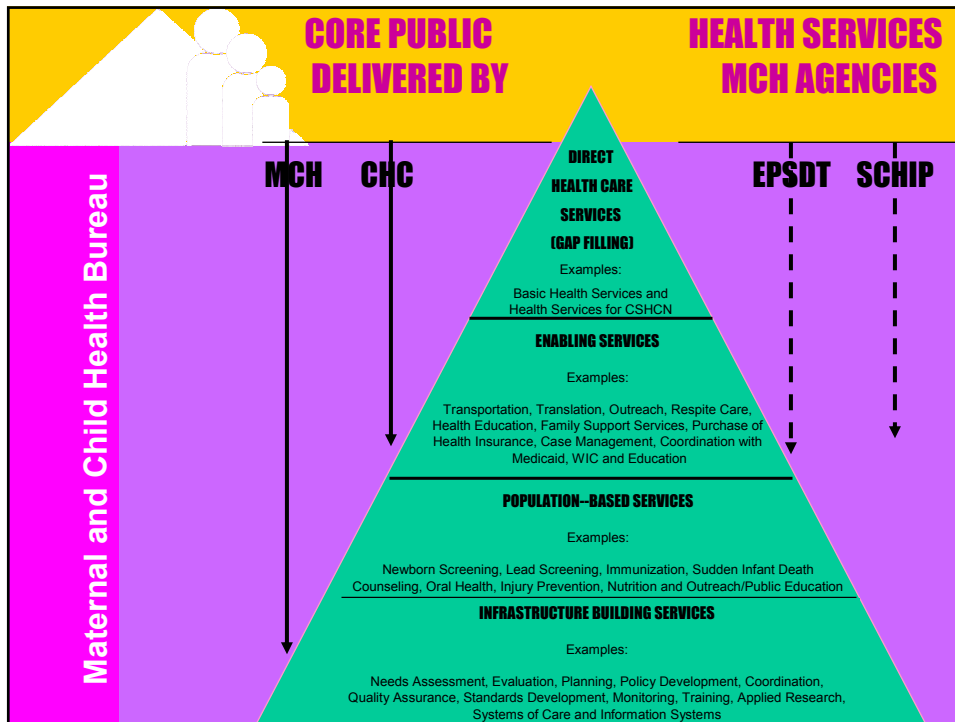 CORE PUBLIC HEALTH SERVICES
DELIVERED BY MCH AGENCIES
Maternal and Child Health Bureau
MCH
CHC
EPSDT
SCHIP
DIRECT
HEALTH CARE
SERVICES
(GAP FILLING)
Examples:
Basic Health Services and
Health Services for CSHCN
ENABLING SERVICES
Examples:
Transportation, Translation, Outreach, Respite Care,
Health Education, Family Support Services, Purchase of
Health Insurance, Case Management, Coordination with
Medicaid, WIC and Education
POPULATION--BASED SERVICES
Examples:
Newborn Screening, Lead Screening, Immunization, Sudden Infant Death
Counseling, Oral Health, Injury Prevention, Nutrition and Outreach/Public Education
INFRASTRUCTURE BUILDING SERVICES
Examples:
Needs Assessment, Evaluation, Planning, Policy Development, Coordination,
Quality Assurance, Standards Development, Monitoring, Training, Applied Research,
Systems of Care and Information Systems